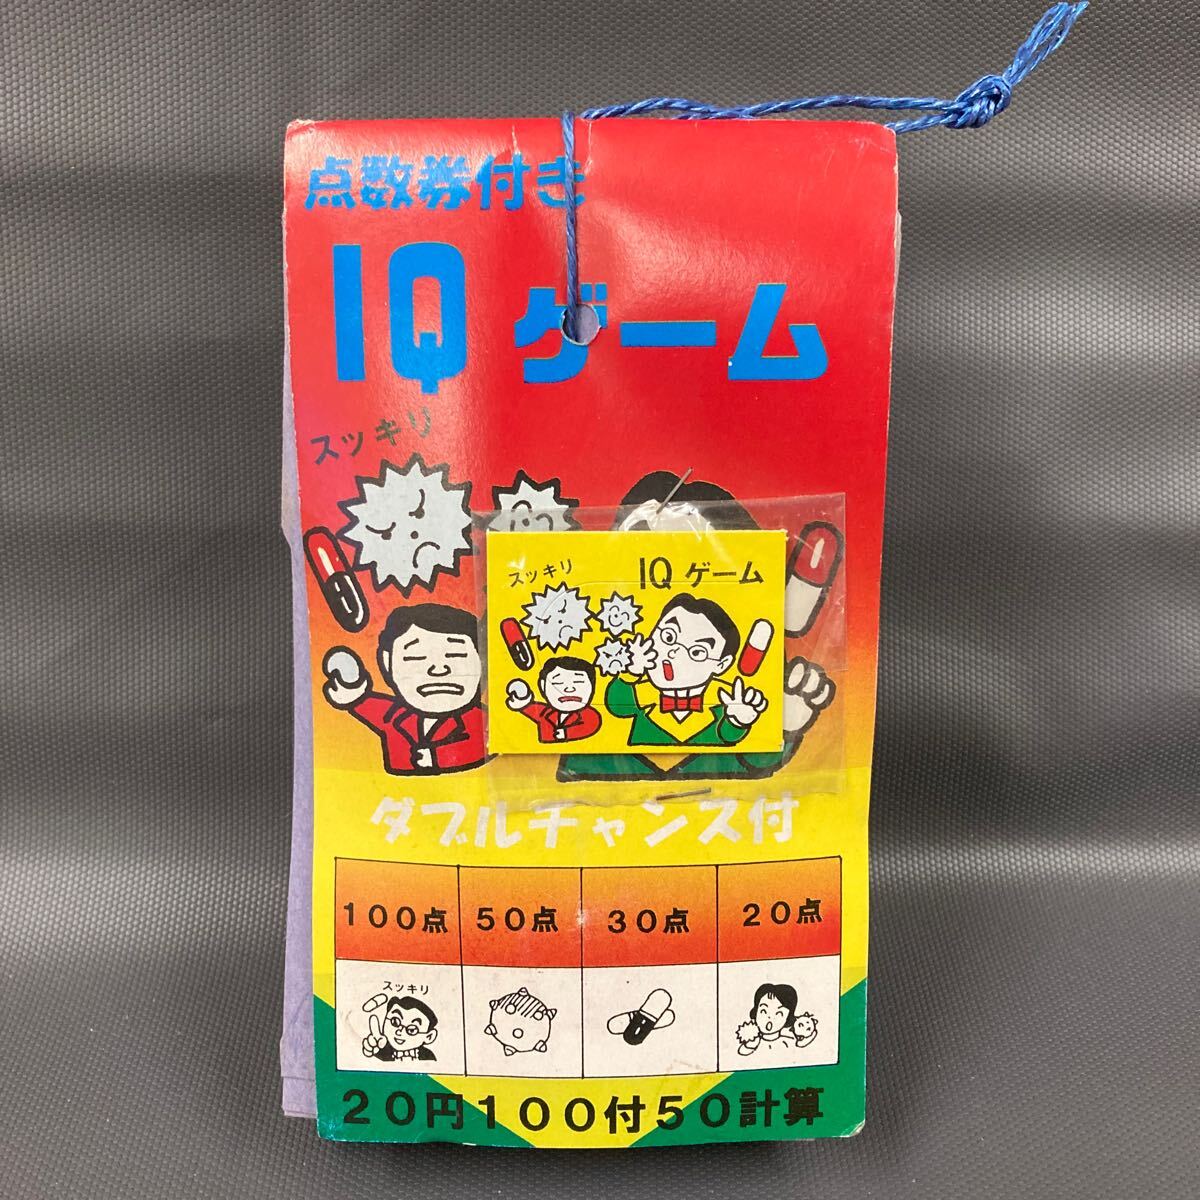 点数券付き
IQ ゲーム
スッキリ
スッキリ
IQ ゲーム
ダブルチャンス付
100点 50点 30点 20点
スッキリ
20円100付50計算